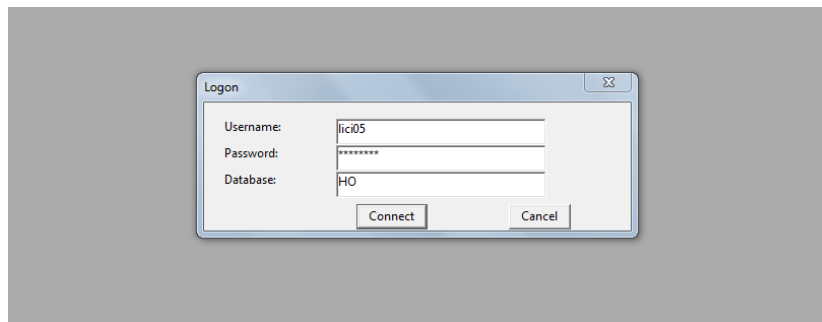 Logon
Username: lici05
Password: ********
Database: HO
Connect Cancel